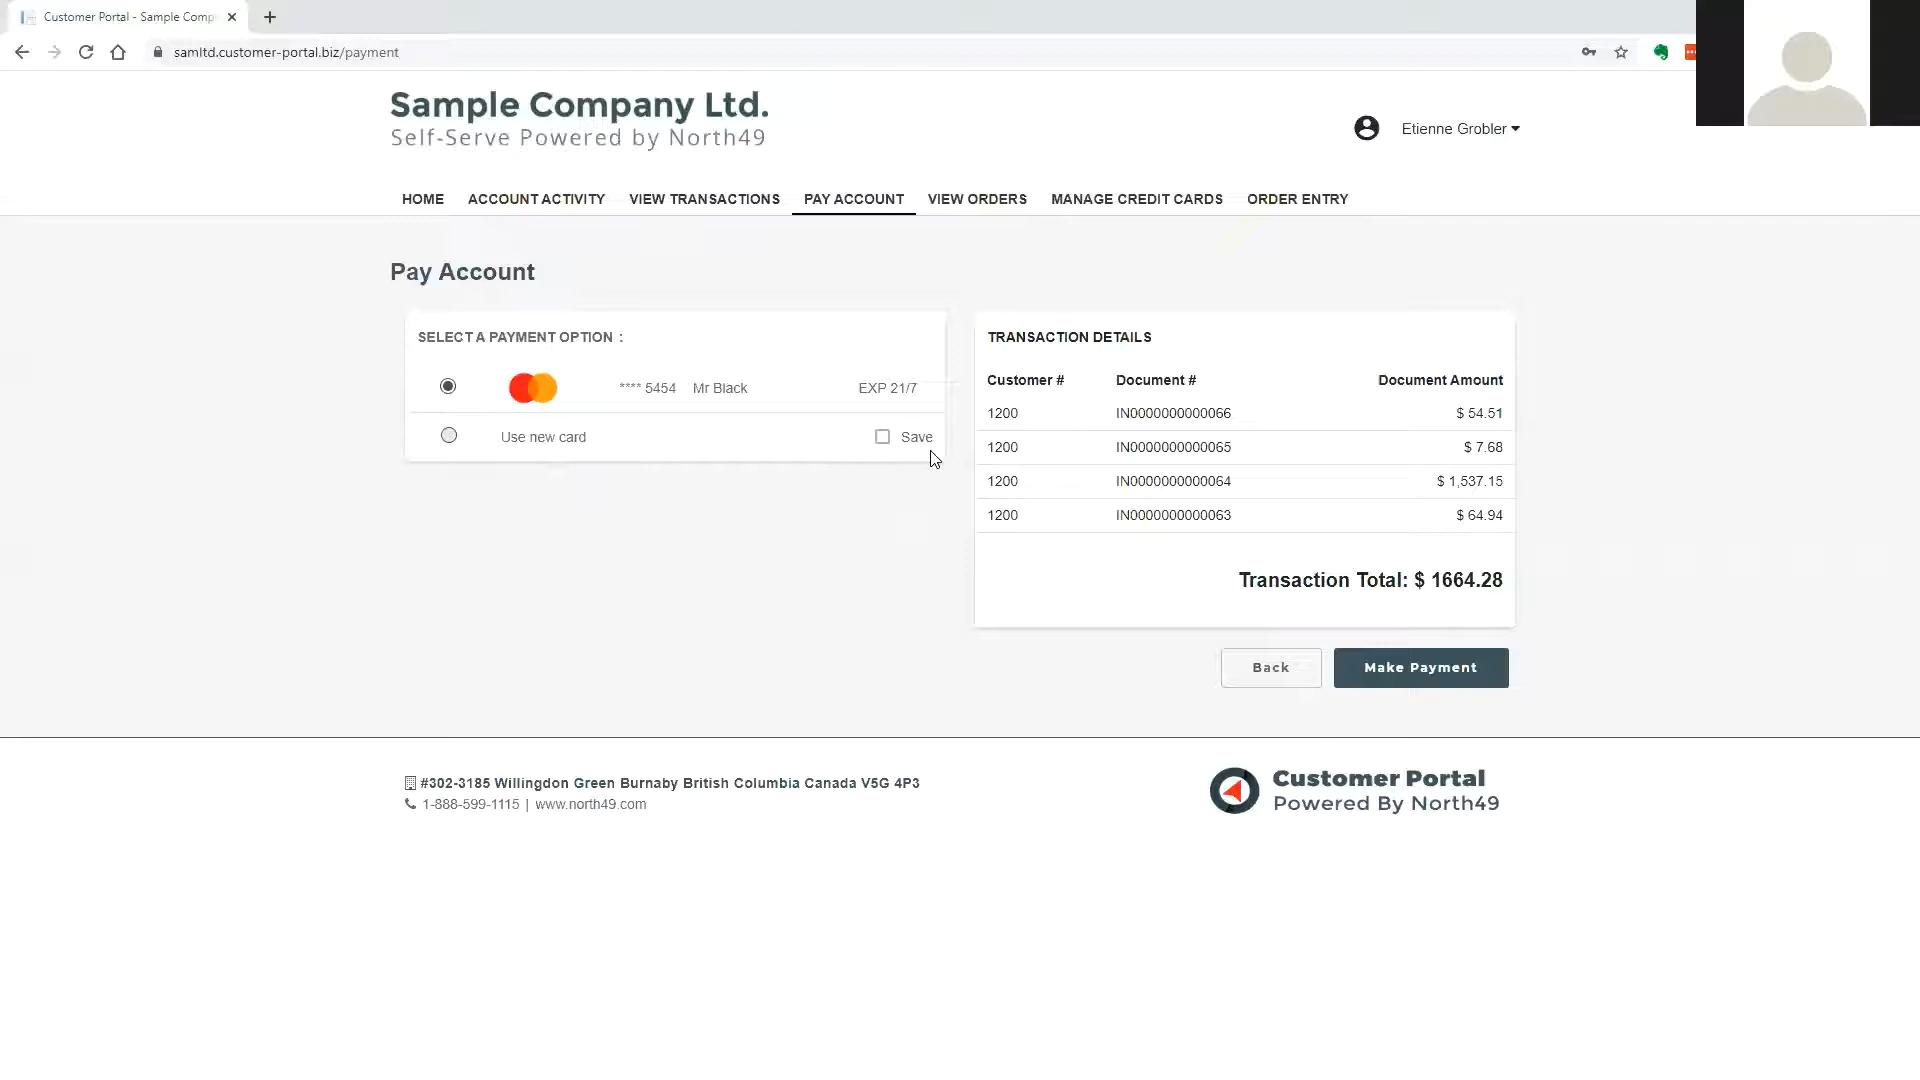 Customer Portal - Sample Comp
samltd.customer-portal.biz/payment
Sample Company Ltd.
Self-Serve Powered by North49
Etienne Grobler
HOME ACCOUNT ACTIVITY VIEW TRANSACTIONS PAY ACCOUNT VIEW ORDERS MANAGE CREDIT CARDS ORDER ENTRY
Pay Account
SELECT A PAYMENT OPTION :
**** 5454 Mr Black EXP 21/7
Use new card Save
TRANSACTION DETAILS
Customer # Document # Document Amount
1200 IN0000000000066 $ 54.51
1200 IN0000000000065 $ 7.68
1200 IN0000000000064 $ 1,537.15
1200 IN0000000000063 $ 64.94
Transaction Total: $ 1664.28
Back Make Payment
#302-3185 Willingdon Green Burnaby British Columbia Canada V5G 4P3
1-888-599-1115 | www.north49.com
Customer Portal
Powered By North49